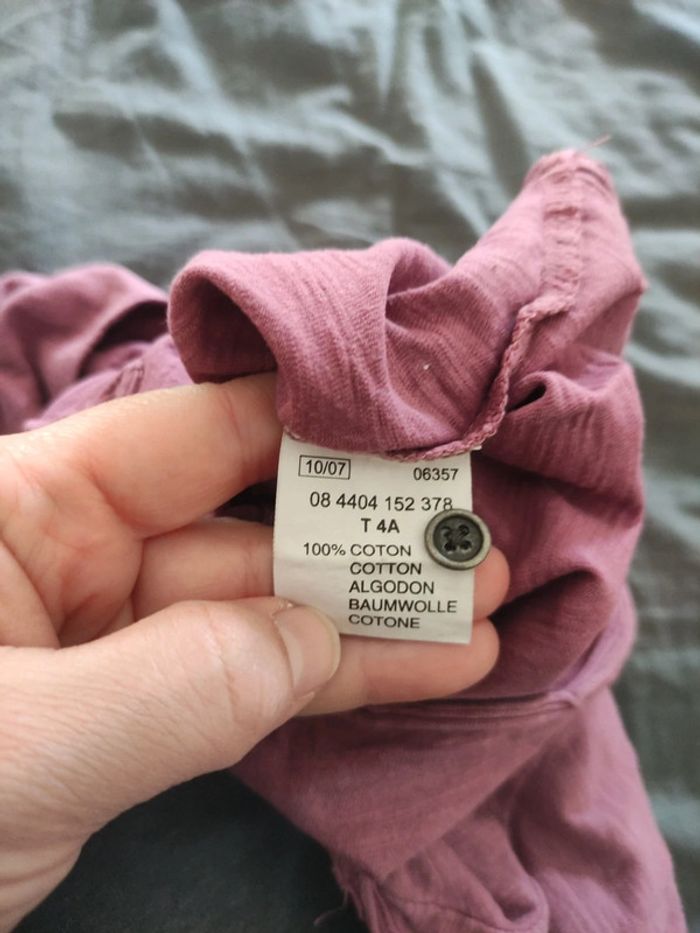 10/07 06357
08 4404 152 378
T 4A
100% COTON
COTTON
ALGODON
BAUMWOLLE
COTONE